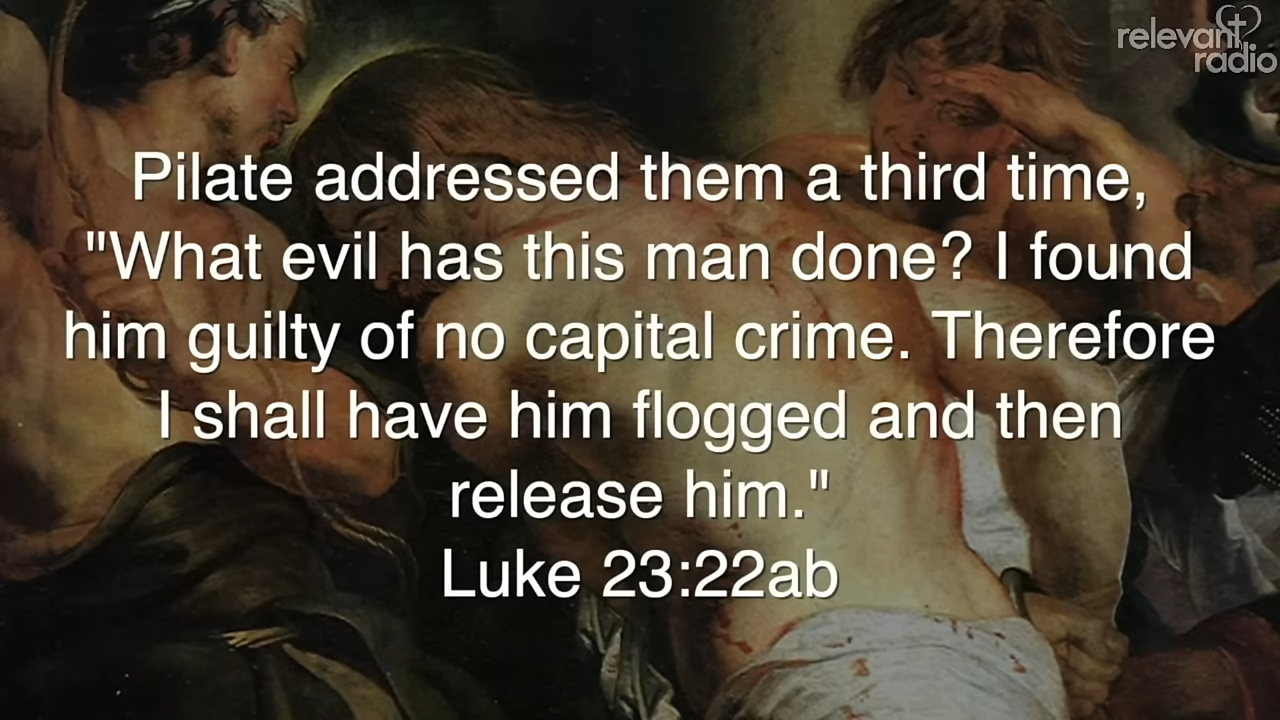 relevant
radio
Pilate addressed them a third time,
"What evil has this man done? I found
him guilty of no capital crime. Therefore
I shall have him flogged and then
release him."
Luke 23:22ab